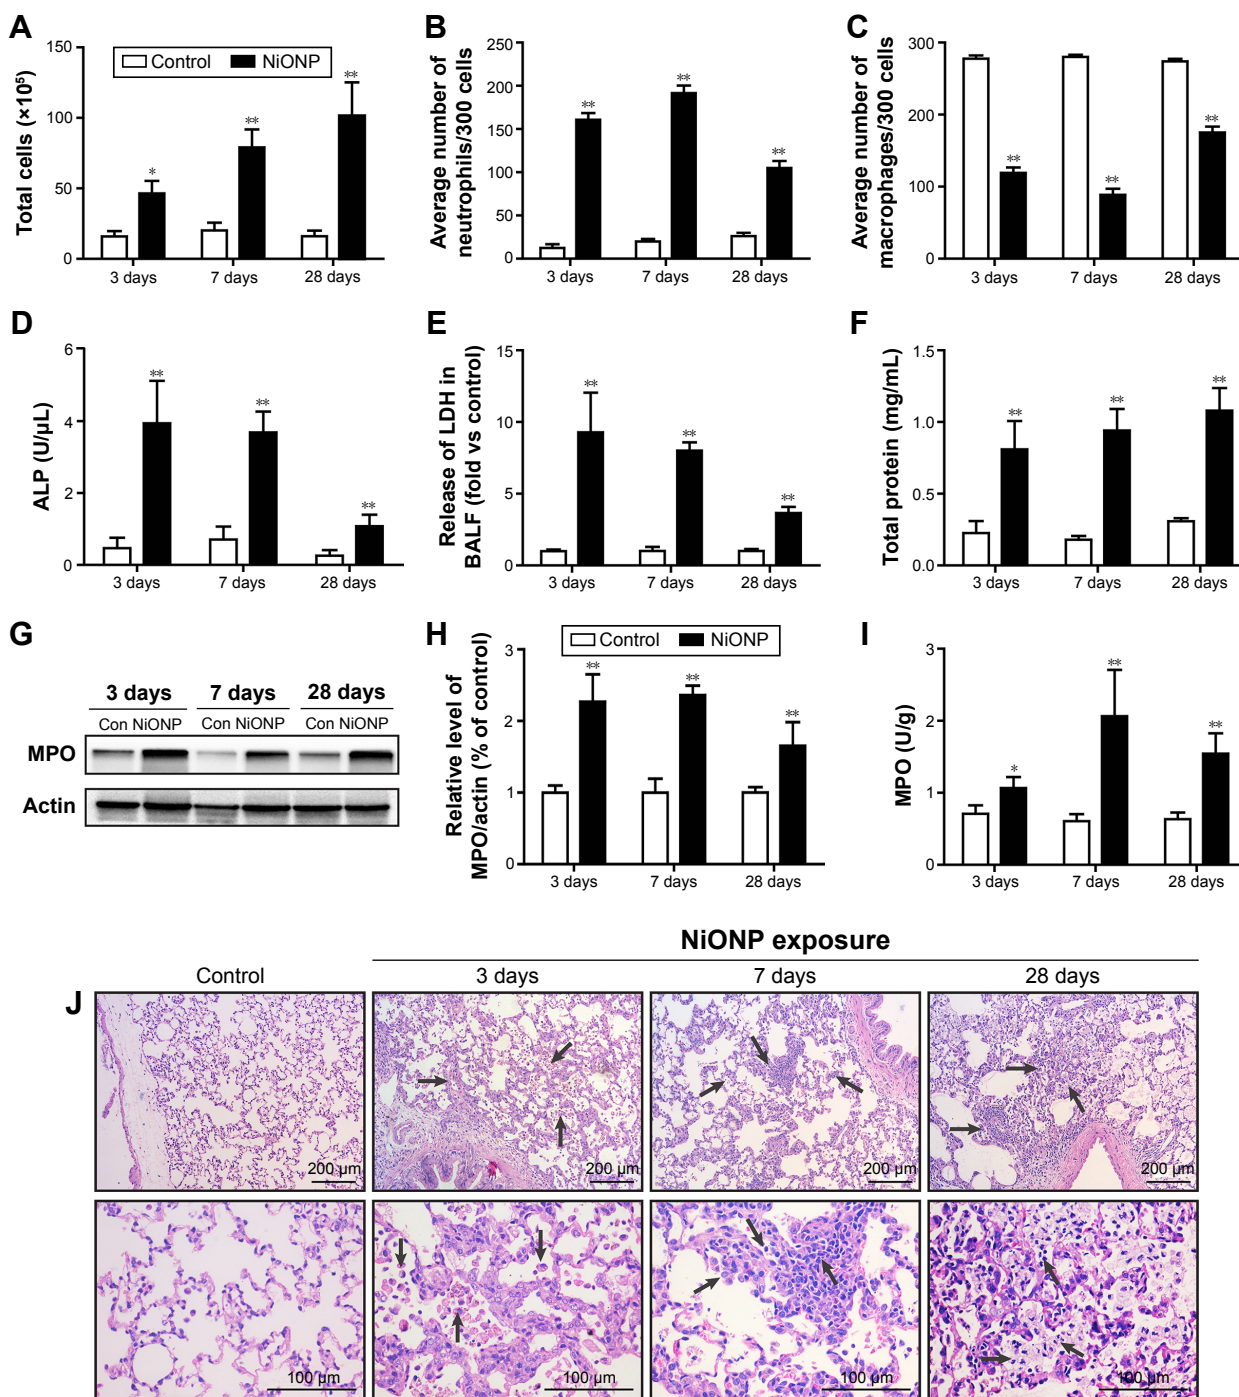 A
Total cells (×10⁵)
150
100
50
0
Control
NiONP
*
**
**
3 days
7 days
28 days
B
Average number of
neutrophils/300 cells
250
200
150
100
50
0
**
**
**
3 days
7 days
28 days
C
Average number of
macrophages/300 cells
300
200
100
0
**
**
**
3 days
7 days
28 days
D
ALP (U/µL)
6
4
2
0
**
**
**
3 days
7 days
28 days
E
Release of LDH in
BALF (fold vs control)
15
10
5
0
**
**
**
3 days
7 days
28 days
F
Total protein (mg/mL)
1.5
1.0
0.5
0.0
**
**
**
3 days
7 days
28 days
G
3 days
7 days
28 days
Con NiONP
Con NiONP
Con NiONP
MPO
Actin
H
Relative level of
MPO/actin (% of control)
3
2
1
0
Control
NiONP
**
**
**
3 days
7 days
28 days
I
MPO (U/g)
3
2
1
0
*
**
**
3 days
7 days
28 days
NiONP exposure
Control
3 days
7 days
28 days
J
200 µm
200 µm
200 µm
200 µm
100 µm
100 µm
100 µm
100 µm